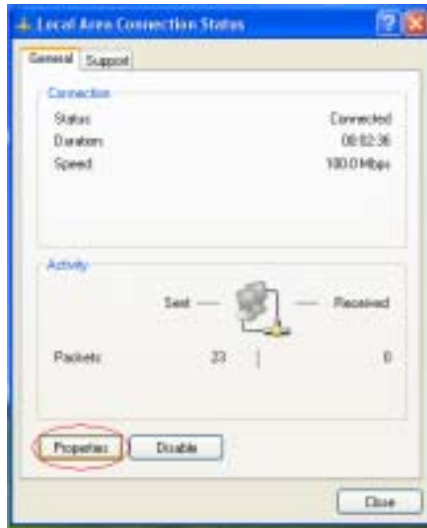 Local Area Connection Status
General Support
Connection
Status Connected
Duration 00:02:36
Speed 100.0 Mbps
Activity
Sent — — Received
Packets 23 | 0
Properties Disable
Close